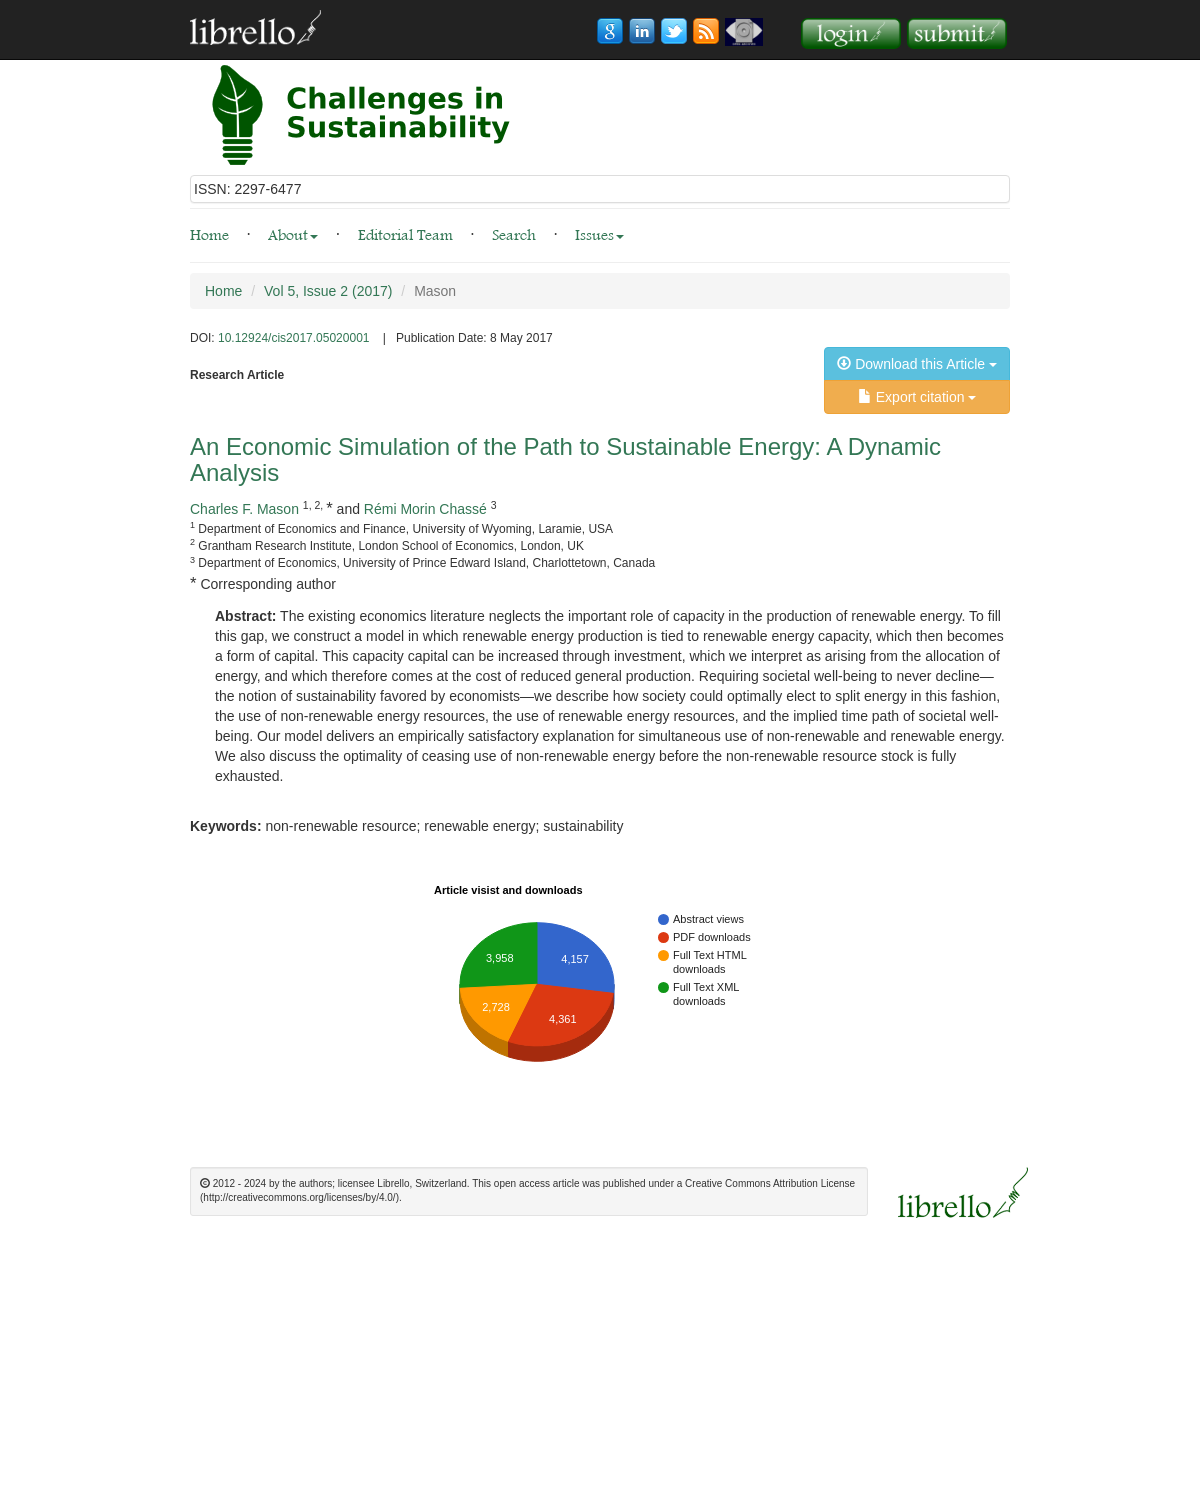 librello
login
submit
Challenges in
Sustainability
ISSN: 2297-6477
Home · About · Editorial Team · Search · Issues
Home / Vol 5, Issue 2 (2017) / Mason
DOI: 10.12924/cis2017.05020001 | Publication Date: 8 May 2017
Download this Article
Research Article
Export citation
An Economic Simulation of the Path to Sustainable Energy: A Dynamic
Analysis
Charles F. Mason 1, 2, * and Rémi Morin Chassé 3
1 Department of Economics and Finance, University of Wyoming, Laramie, USA
2 Grantham Research Institute, London School of Economics, London, UK
3 Department of Economics, University of Prince Edward Island, Charlottetown, Canada
* Corresponding author
Abstract: The existing economics literature neglects the important role of capacity in the production of renewable energy. To fill
this gap, we construct a model in which renewable energy production is tied to renewable energy capacity, which then becomes
a form of capital. This capacity capital can be increased through investment, which we interpret as arising from the allocation of
energy, and which therefore comes at the cost of reduced general production. Requiring societal well-being to never decline—
the notion of sustainability favored by economists—we describe how society could optimally elect to split energy in this fashion,
the use of non-renewable energy resources, the use of renewable energy resources, and the implied time path of societal well-
being. Our model delivers an empirically satisfactory explanation for simultaneous use of non-renewable and renewable energy.
We also discuss the optimality of ceasing use of non-renewable energy before the non-renewable resource stock is fully
exhausted.
Keywords: non-renewable resource; renewable energy; sustainability
Article visist and downloads
3,958
4,157
2,728
4,361
Abstract views
PDF downloads
Full Text HTML
downloads
Full Text XML
downloads
© 2012 - 2024 by the authors; licensee Librello, Switzerland. This open access article was published under a Creative Commons Attribution License
(http://creativecommons.org/licenses/by/4.0/).
librello